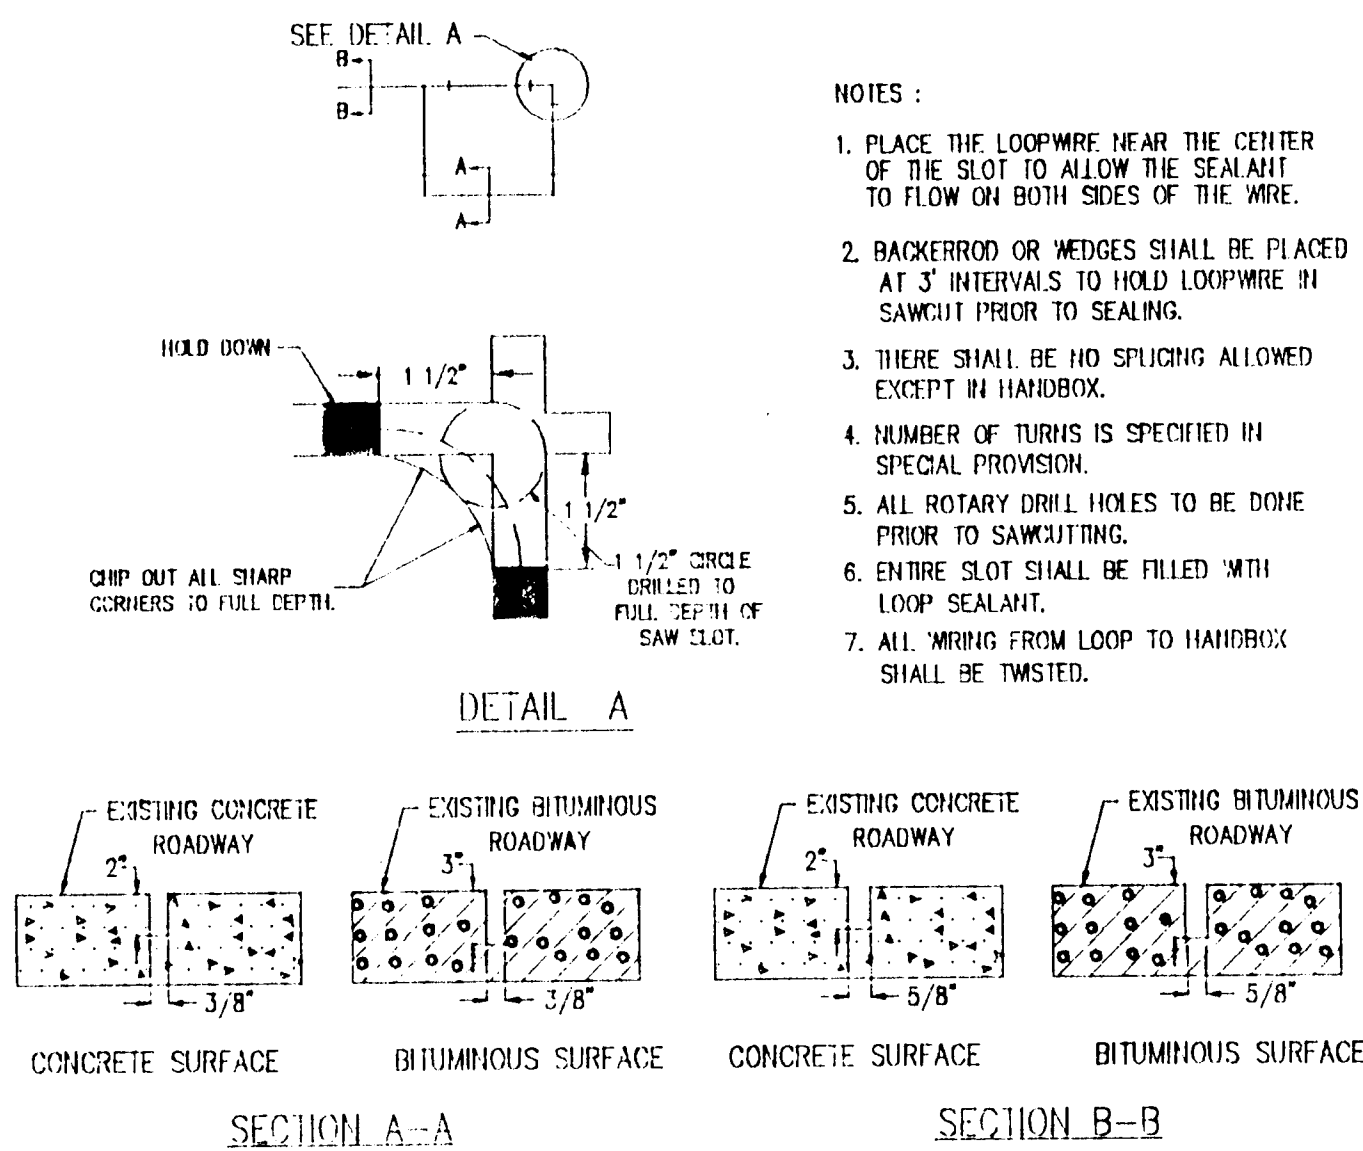 SEE DETAIL A
B
B
A
A
NOTES :
1. PLACE THE LOOPWIRE NEAR THE CENTER
OF THE SLOT TO ALLOW THE SEALANT
TO FLOW ON BOTH SIDES OF THE WIRE.
2. BACKERROD OR WEDGES SHALL BE PLACED
AT 3' INTERVALS TO HOLD LOOPWIRE IN
SAWCUT PRIOR TO SEALING.
3. THERE SHALL BE NO SPLICING ALLOWED
EXCEPT IN HANDBOX.
4. NUMBER OF TURNS IS SPECIFIED IN
SPECIAL PROVISION.
5. ALL ROTARY DRILL HOLES TO BE DONE
PRIOR TO SAWCUTTING.
6. ENTIRE SLOT SHALL BE FILLED WITH
LOOP SEALANT.
7. ALL WIRING FROM LOOP TO HANDBOX
SHALL BE TWISTED.
HOLD DOWN
1 1/2"
1 1/2"
CHIP OUT ALL SHARP
CORNERS TO FULL DEPTH.
1 1/2" CIRCLE
DRILLED TO
FULL DEPTH OF
SAW SLOT.
DETAIL A
EXISTING CONCRETE
ROADWAY
2"
3/8"
CONCRETE SURFACE
EXISTING BITUMINOUS
ROADWAY
3"
3/8"
BITUMINOUS SURFACE
SECTION A-A
EXISTING CONCRETE
ROADWAY
2"
5/8"
CONCRETE SURFACE
EXISTING BITUMINOUS
ROADWAY
3"
5/8"
BITUMINOUS SURFACE
SECTION B-B